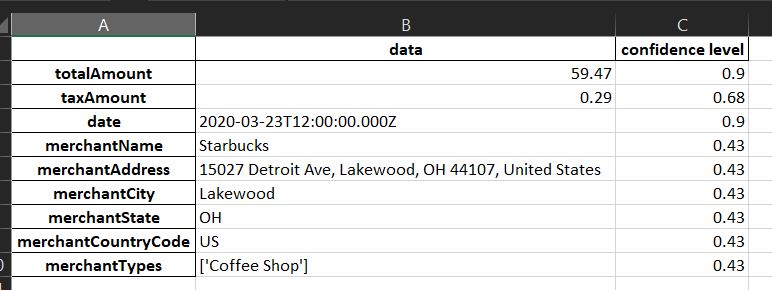 A B C
data confidence level
totalAmount 59.47 0.9
taxAmount 0.29 0.68
date 2020-03-23T12:00:00.000Z 0.9
merchantName Starbucks 0.43
merchantAddress 15027 Detroit Ave, Lakewood, OH 44107, United States 0.43
merchantCity Lakewood 0.43
merchantState OH 0.43
merchantCountryCode US 0.43
merchantTypes ['Coffee Shop'] 0.43